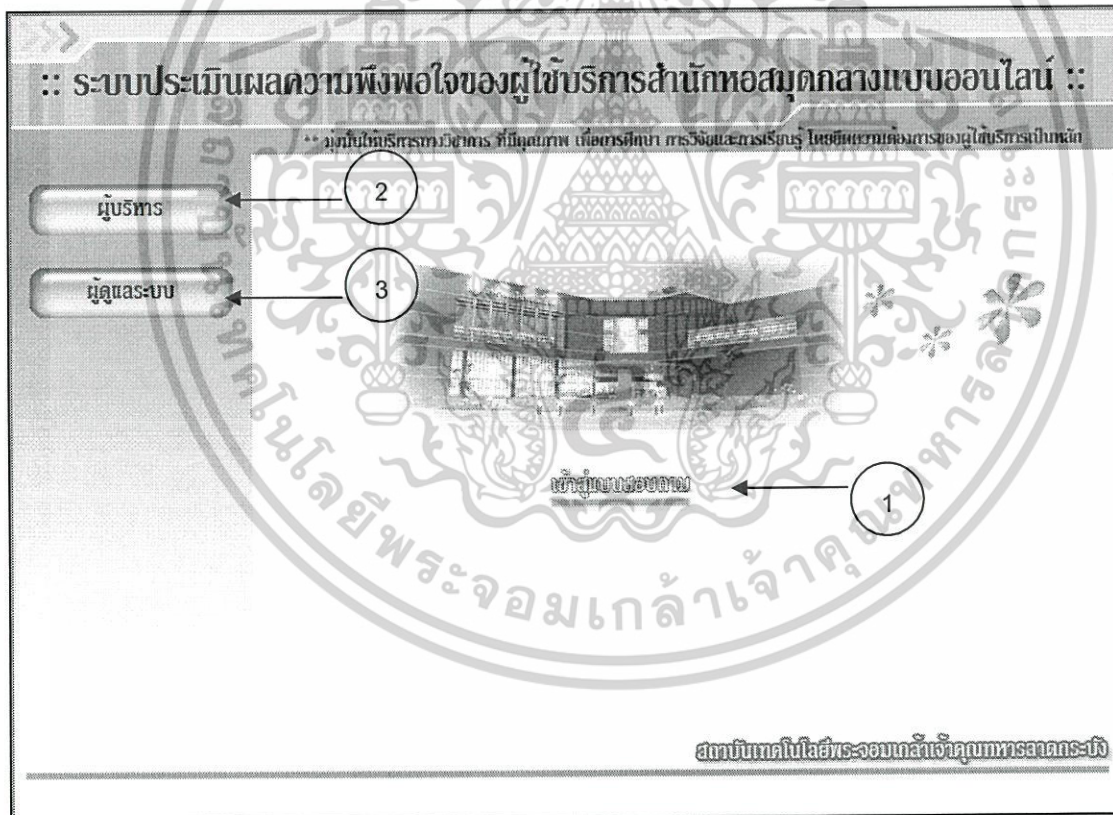 :: ระบบประเมินผลความพึงพอใจของผู้ใช้บริการสำนักหอสมุดกลางแบบออนไลน์ ::
** มุ่งมั่นให้บริการทางวิชาการ ที่มีคุณภาพ เพื่อการศึกษา การวิจัยและการเรียนรู้ โดยยึดความต้องการของผู้ใช้บริการเป็นหลัก
ผู้บริหาร
2
ผู้ดูแลระบบ
3
เข้าสู่แบบสอบถาม
1
สถาบันเทคโนโลยีพระจอมเกล้าเจ้าคุณทหารลาดกระบัง